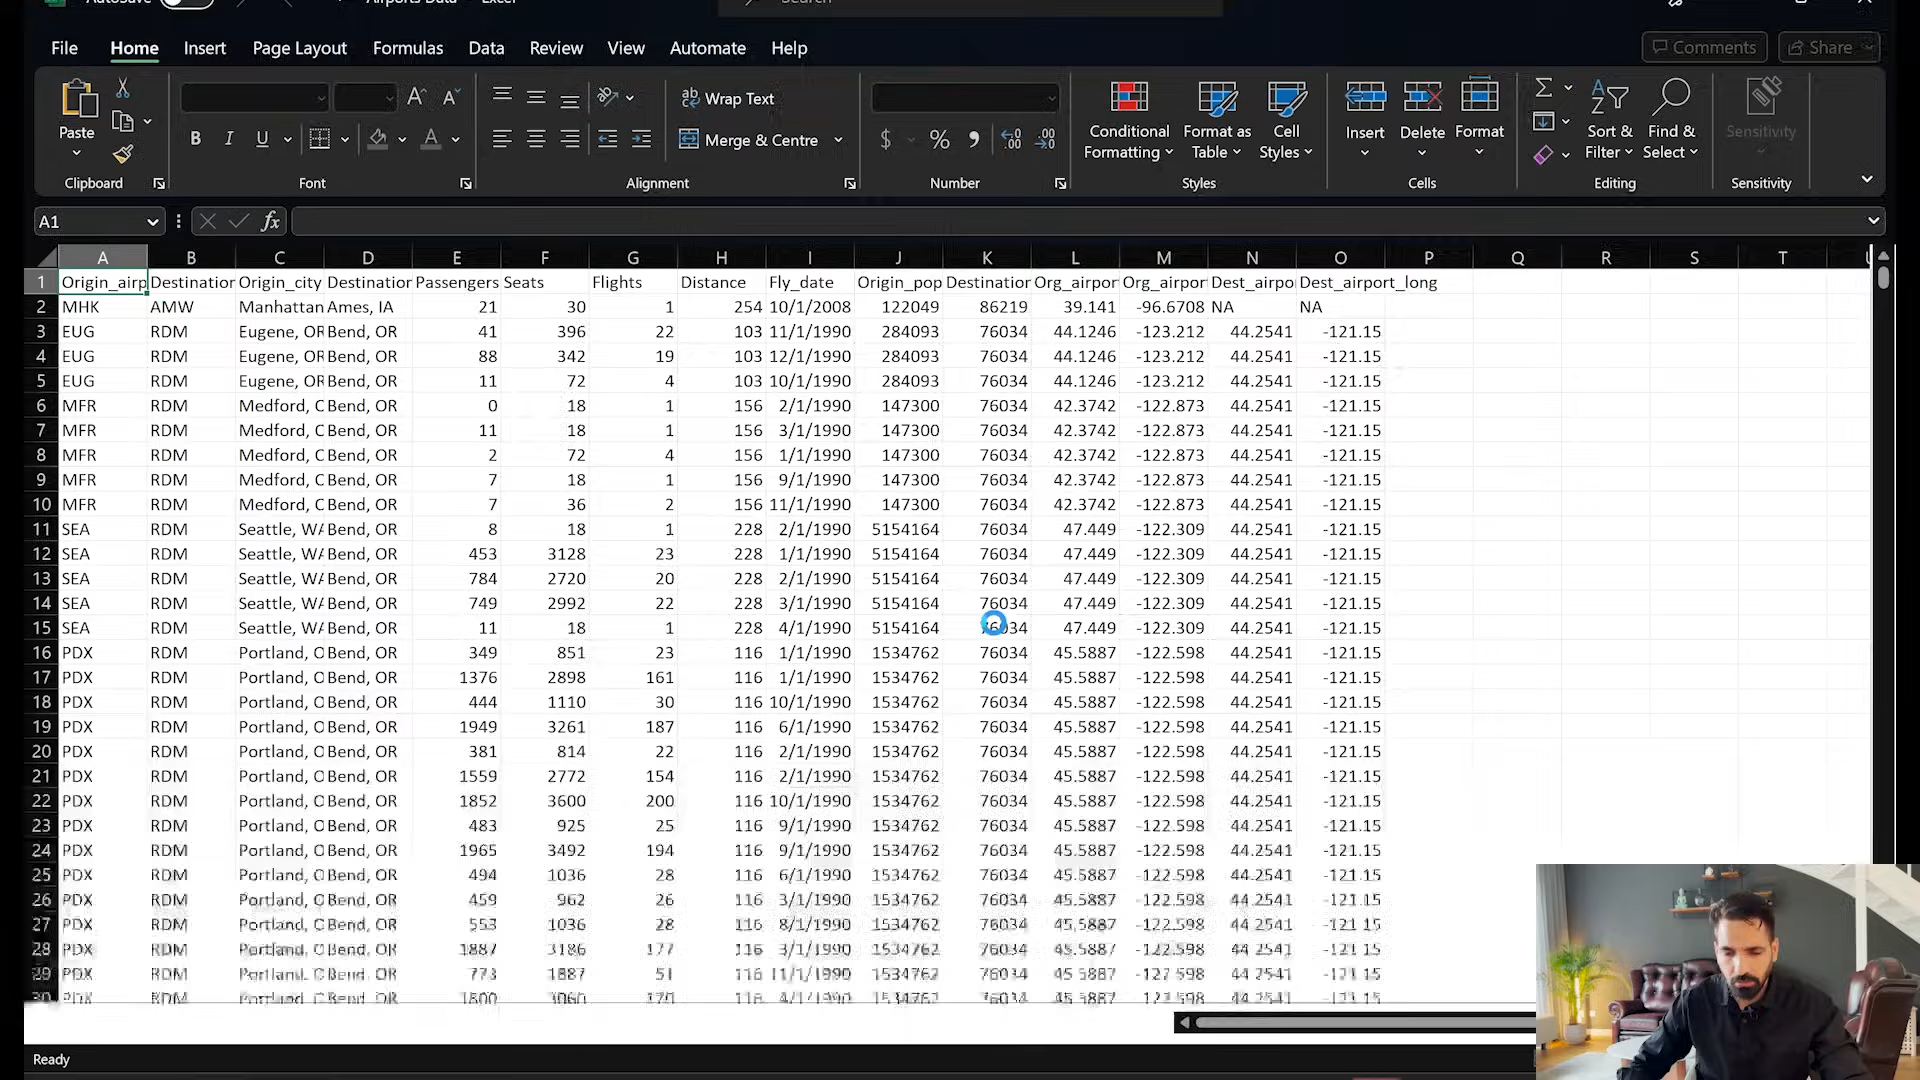 AutoSave Airports Data - Excel Search
File Home Insert Page Layout Formulas Data Review View Automate Help Comments Share
Paste Wrap Text Merge & Centre Conditional Formatting Format as Table Cell Styles Insert Delete Format Sort & Filter Find & Select Sensitivity
Clipboard Font Alignment Number Styles Cells Editing Sensitivity
A1 fx
A B C D E F G H I J K L M N O P Q R S T U
1 Origin_airp Destination Origin_city Destination Passengers Seats Flights Distance Fly_date Origin_pop Destination Org_airport Org_airport Dest_airpo Dest_airport_long
2 MHK AMW Manhattan Ames, IA 21 30 1 254 10/1/2008 122049 86219 39.141 -96.6708 NA NA
3 EUG RDM Eugene, OR Bend, OR 41 396 22 103 11/1/1990 284093 76034 44.1246 -123.212 44.2541 -121.15
4 EUG RDM Eugene, OR Bend, OR 88 342 19 103 12/1/1990 284093 76034 44.1246 -123.212 44.2541 -121.15
5 EUG RDM Eugene, OR Bend, OR 11 72 4 103 10/1/1990 284093 76034 44.1246 -123.212 44.2541 -121.15
6 MFR RDM Medford, O Bend, OR 0 18 1 156 2/1/1990 147300 76034 42.3742 -122.873 44.2541 -121.15
7 MFR RDM Medford, O Bend, OR 11 18 1 156 3/1/1990 147300 76034 42.3742 -122.873 44.2541 -121.15
8 MFR RDM Medford, O Bend, OR 2 72 4 156 1/1/1990 147300 76034 42.3742 -122.873 44.2541 -121.15
9 MFR RDM Medford, O Bend, OR 7 18 1 156 9/1/1990 147300 76034 42.3742 -122.873 44.2541 -121.15
10 MFR RDM Medford, O Bend, OR 7 36 2 156 11/1/1990 147300 76034 42.3742 -122.873 44.2541 -121.15
11 SEA RDM Seattle, WA Bend, OR 8 18 1 228 2/1/1990 5154164 76034 47.449 -122.309 44.2541 -121.15
12 SEA RDM Seattle, WA Bend, OR 453 3128 23 228 1/1/1990 5154164 76034 47.449 -122.309 44.2541 -121.15
13 SEA RDM Seattle, WA Bend, OR 784 2720 20 228 2/1/1990 5154164 76034 47.449 -122.309 44.2541 -121.15
14 SEA RDM Seattle, WA Bend, OR 749 2992 22 228 3/1/1990 5154164 76034 47.449 -122.309 44.2541 -121.15
15 SEA RDM Seattle, WA Bend, OR 11 18 1 228 4/1/1990 5154164 76034 47.449 -122.309 44.2541 -121.15
16 PDX RDM Portland, O Bend, OR 349 851 23 116 1/1/1990 1534762 76034 45.5887 -122.598 44.2541 -121.15
17 PDX RDM Portland, O Bend, OR 1376 2898 161 116 1/1/1990 1534762 76034 45.5887 -122.598 44.2541 -121.15
18 PDX RDM Portland, O Bend, OR 444 1110 30 116 10/1/1990 1534762 76034 45.5887 -122.598 44.2541 -121.15
19 PDX RDM Portland, O Bend, OR 1949 3261 187 116 6/1/1990 1534762 76034 45.5887 -122.598 44.2541 -121.15
20 PDX RDM Portland, O Bend, OR 381 814 22 116 2/1/1990 1534762 76034 45.5887 -122.598 44.2541 -121.15
21 PDX RDM Portland, O Bend, OR 1559 2772 154 116 2/1/1990 1534762 76034 45.5887 -122.598 44.2541 -121.15
22 PDX RDM Portland, O Bend, OR 1852 3600 200 116 10/1/1990 1534762 76034 45.5887 -122.598 44.2541 -121.15
23 PDX RDM Portland, O Bend, OR 483 925 25 116 9/1/1990 1534762 76034 45.5887 -122.598 44.2541 -121.15
24 PDX RDM Portland, O Bend, OR 1965 3492 194 116 9/1/1990 1534762 76034 45.5887 -122.598 44.2541 -121.15
25 PDX RDM Portland, O Bend, OR 494 1036 28 116 6/1/1990 1534762 76034 45.5887 -122.598 44.2541 -121.15
26 PDX RDM Portland, O Bend, OR 459 962 26 116 3/1/1990 1534762 76034 45.5887 -122.598 44.2541 -121.15
27 PDX RDM Portland, O Bend, OR 553 1036 28 116 8/1/1990 1534762 76034 45.5887 -122.598 44.2541 -121.15
28 PDX RDM Portland, O Bend, OR 1887 3186 177 116 3/1/1990 1534762 76034 45.5887 -122.598 44.2541 -121.15
29 PDX RDM Portland, O Bend, OR 773 1887 51 116 11/1/1990 1534762 76034 45.5887 -122.598 44.2541 -121.15
30 PDX RDM
Ready